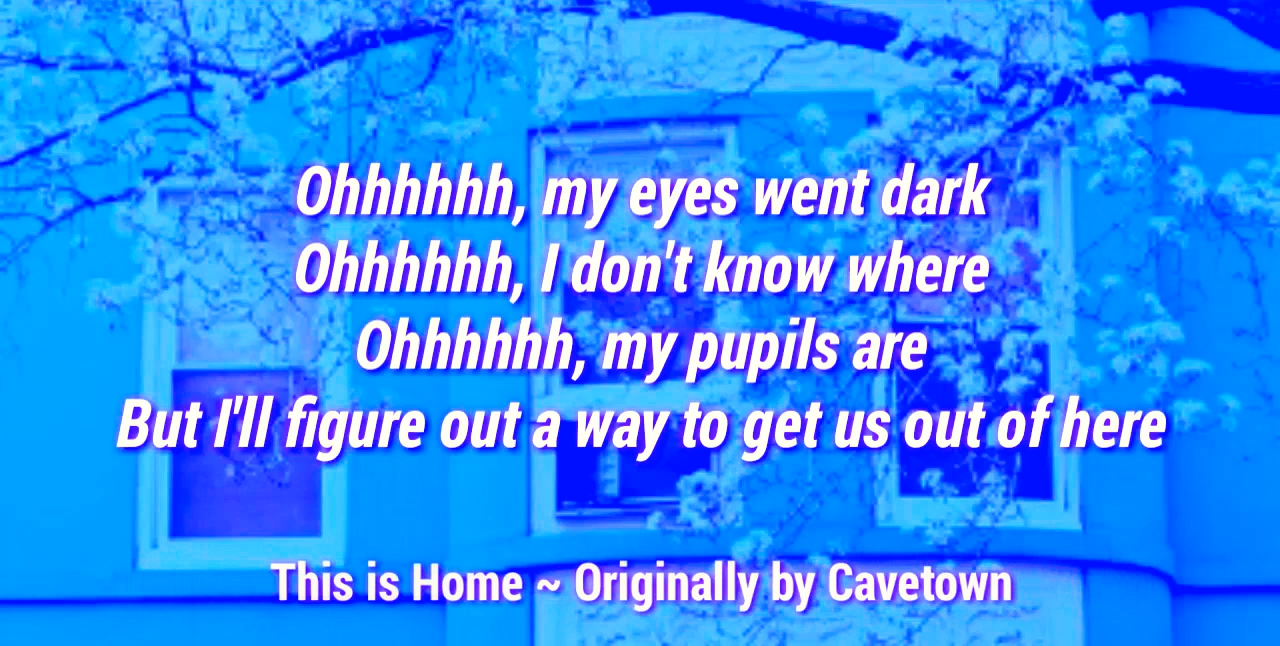 Ohhhhhh, my eyes went dark
Ohhhhhh, I don't know where
Ohhhhhh, my pupils are
But I'll figure out a way to get us out of here
This is Home ~ Originally by Cavetown